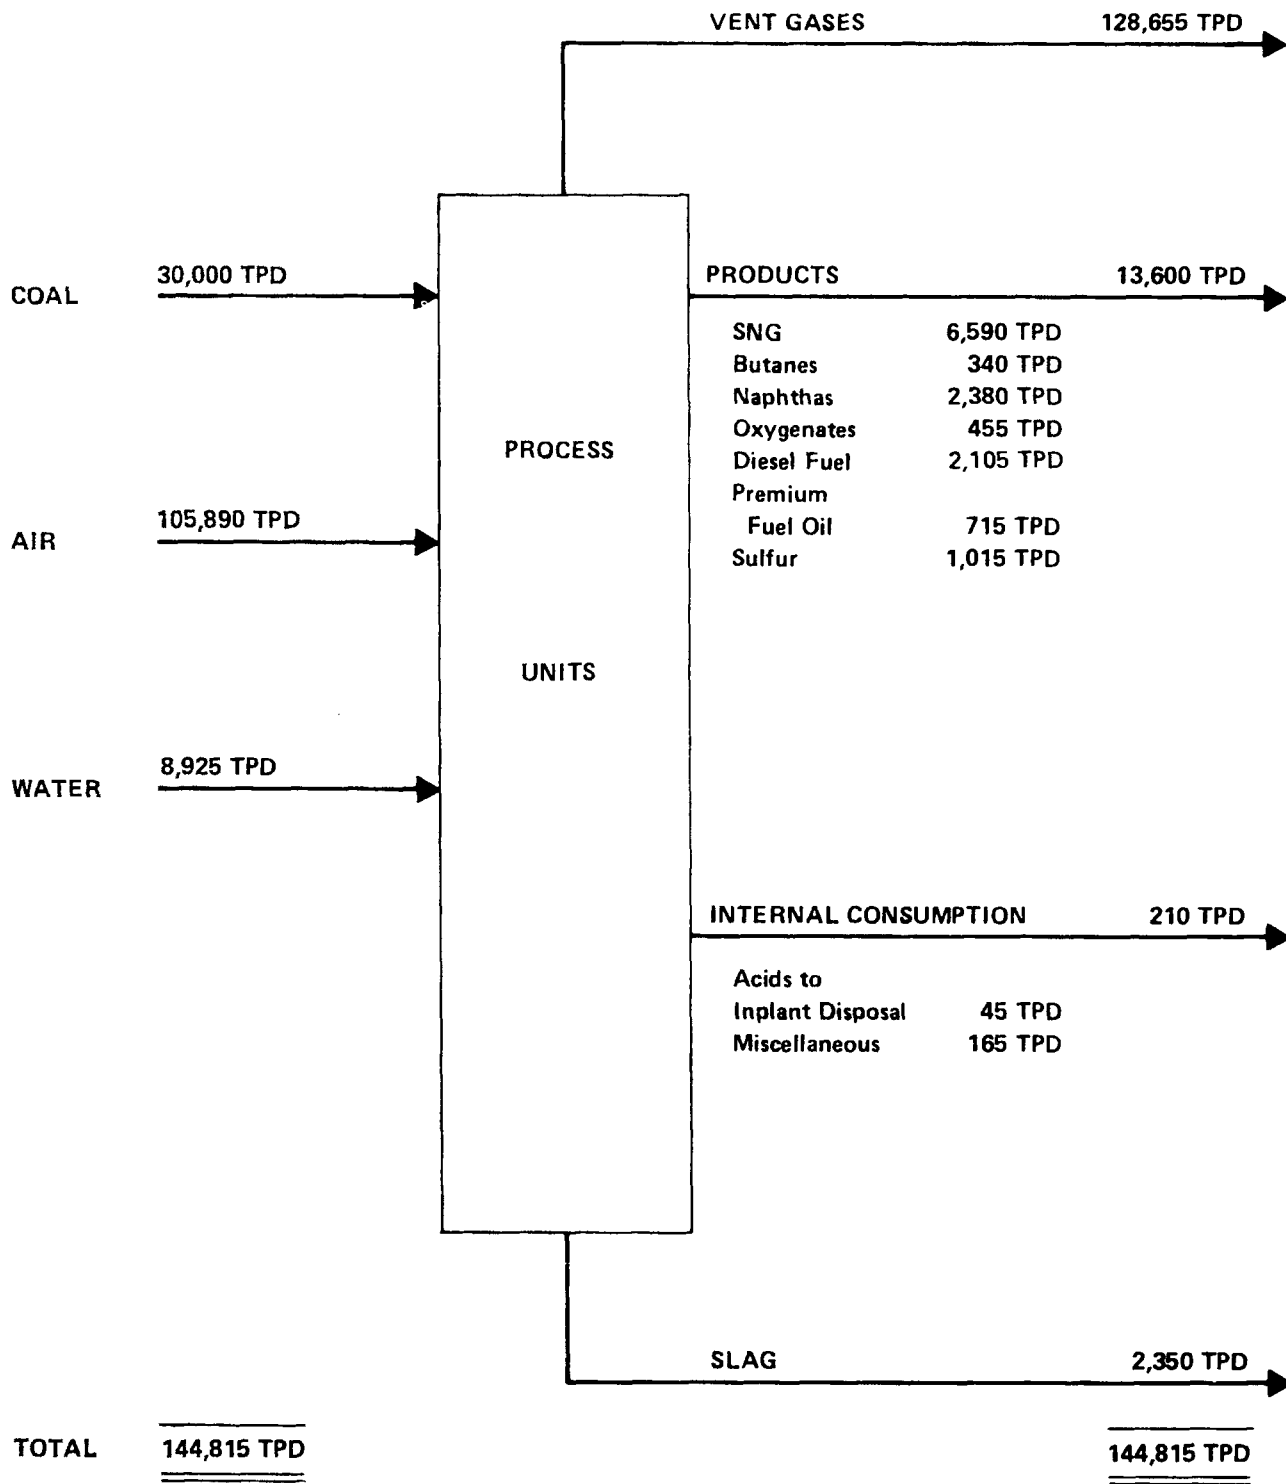 VENT GASES 128,655 TPD
COAL 30,000 TPD
PRODUCTS 13,600 TPD
SNG 6,590 TPD
Butanes 340 TPD
Naphthas 2,380 TPD
Oxygenates 455 TPD
Diesel Fuel 2,105 TPD
Premium
Fuel Oil 715 TPD
Sulfur 1,015 TPD
PROCESS
UNITS
AIR 105,890 TPD
WATER 8,925 TPD
INTERNAL CONSUMPTION 210 TPD
Acids to
Inplant Disposal 45 TPD
Miscellaneous 165 TPD
SLAG 2,350 TPD
TOTAL 144,815 TPD 144,815 TPD